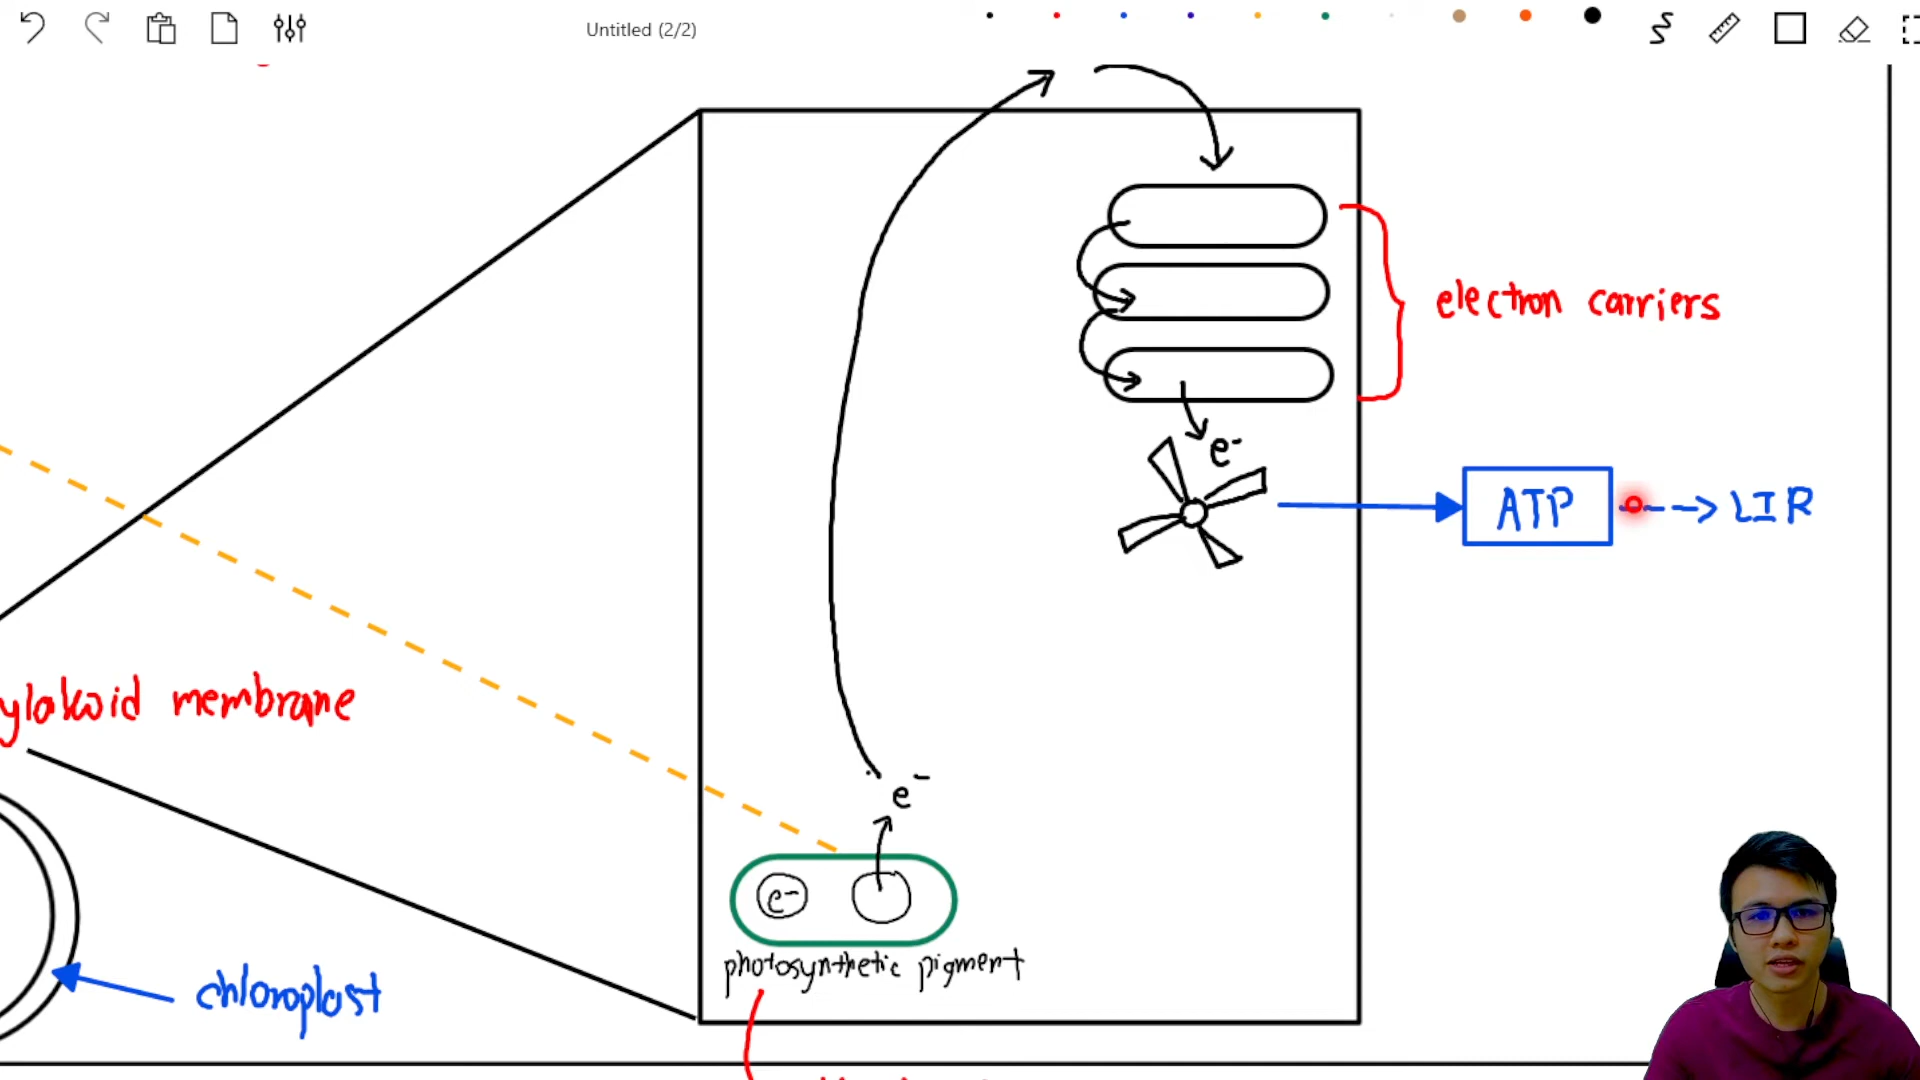 Untitled (2/2)
electron carriers
e-
ATP
LIR
ylakoid membrane
e-
e-
photosynthetic pigment
chloroplast